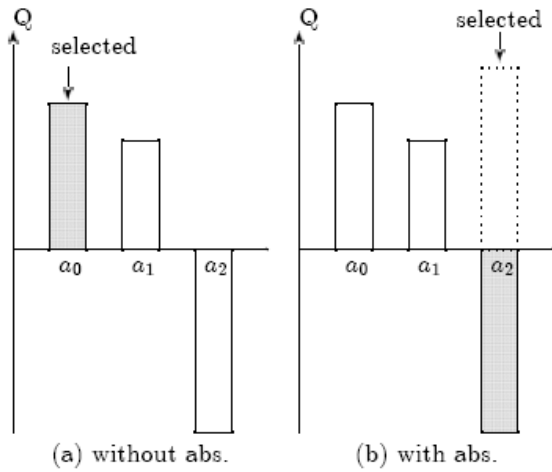 Q
selected
a₀
a₁
a₂
(a) without abs.
Q
selected
a₀
a₁
a₂
(b) with abs.